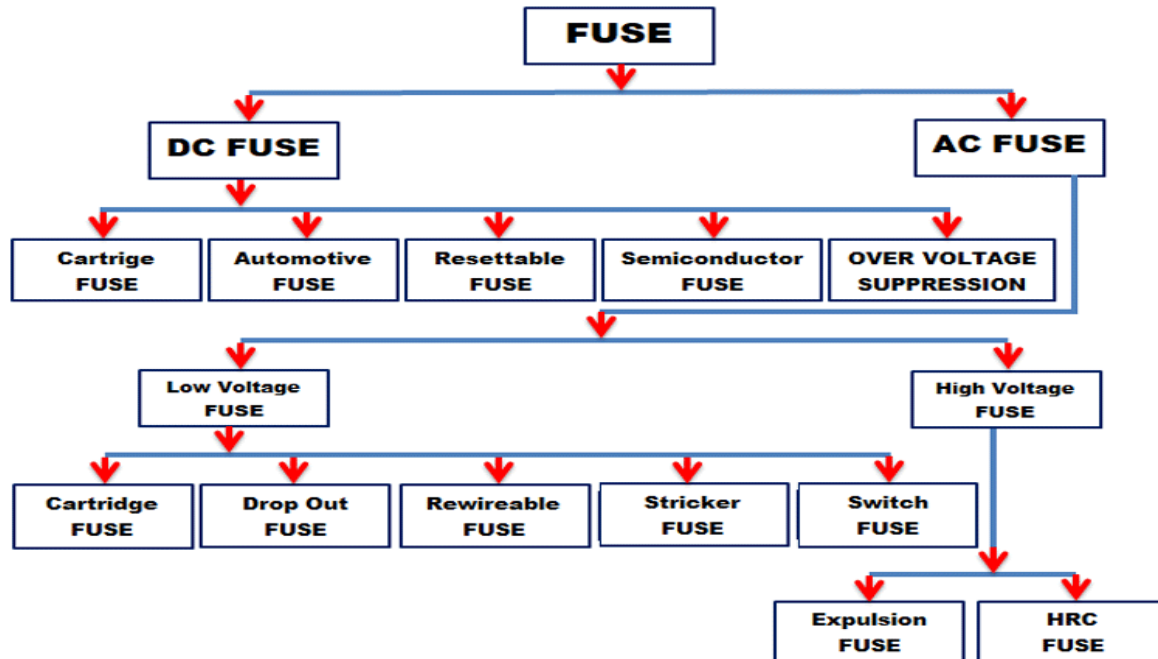 FUSE
DC FUSE
AC FUSE
Cartrige
FUSE
Automotive
FUSE
Resettable
FUSE
Semiconductor
FUSE
OVER VOLTAGE
SUPPRESSION
Low Voltage
FUSE
High Voltage
FUSE
Cartridge
FUSE
Drop Out
FUSE
Rewireable
FUSE
Stricker
FUSE
Switch
FUSE
Expulsion
FUSE
HRC
FUSE